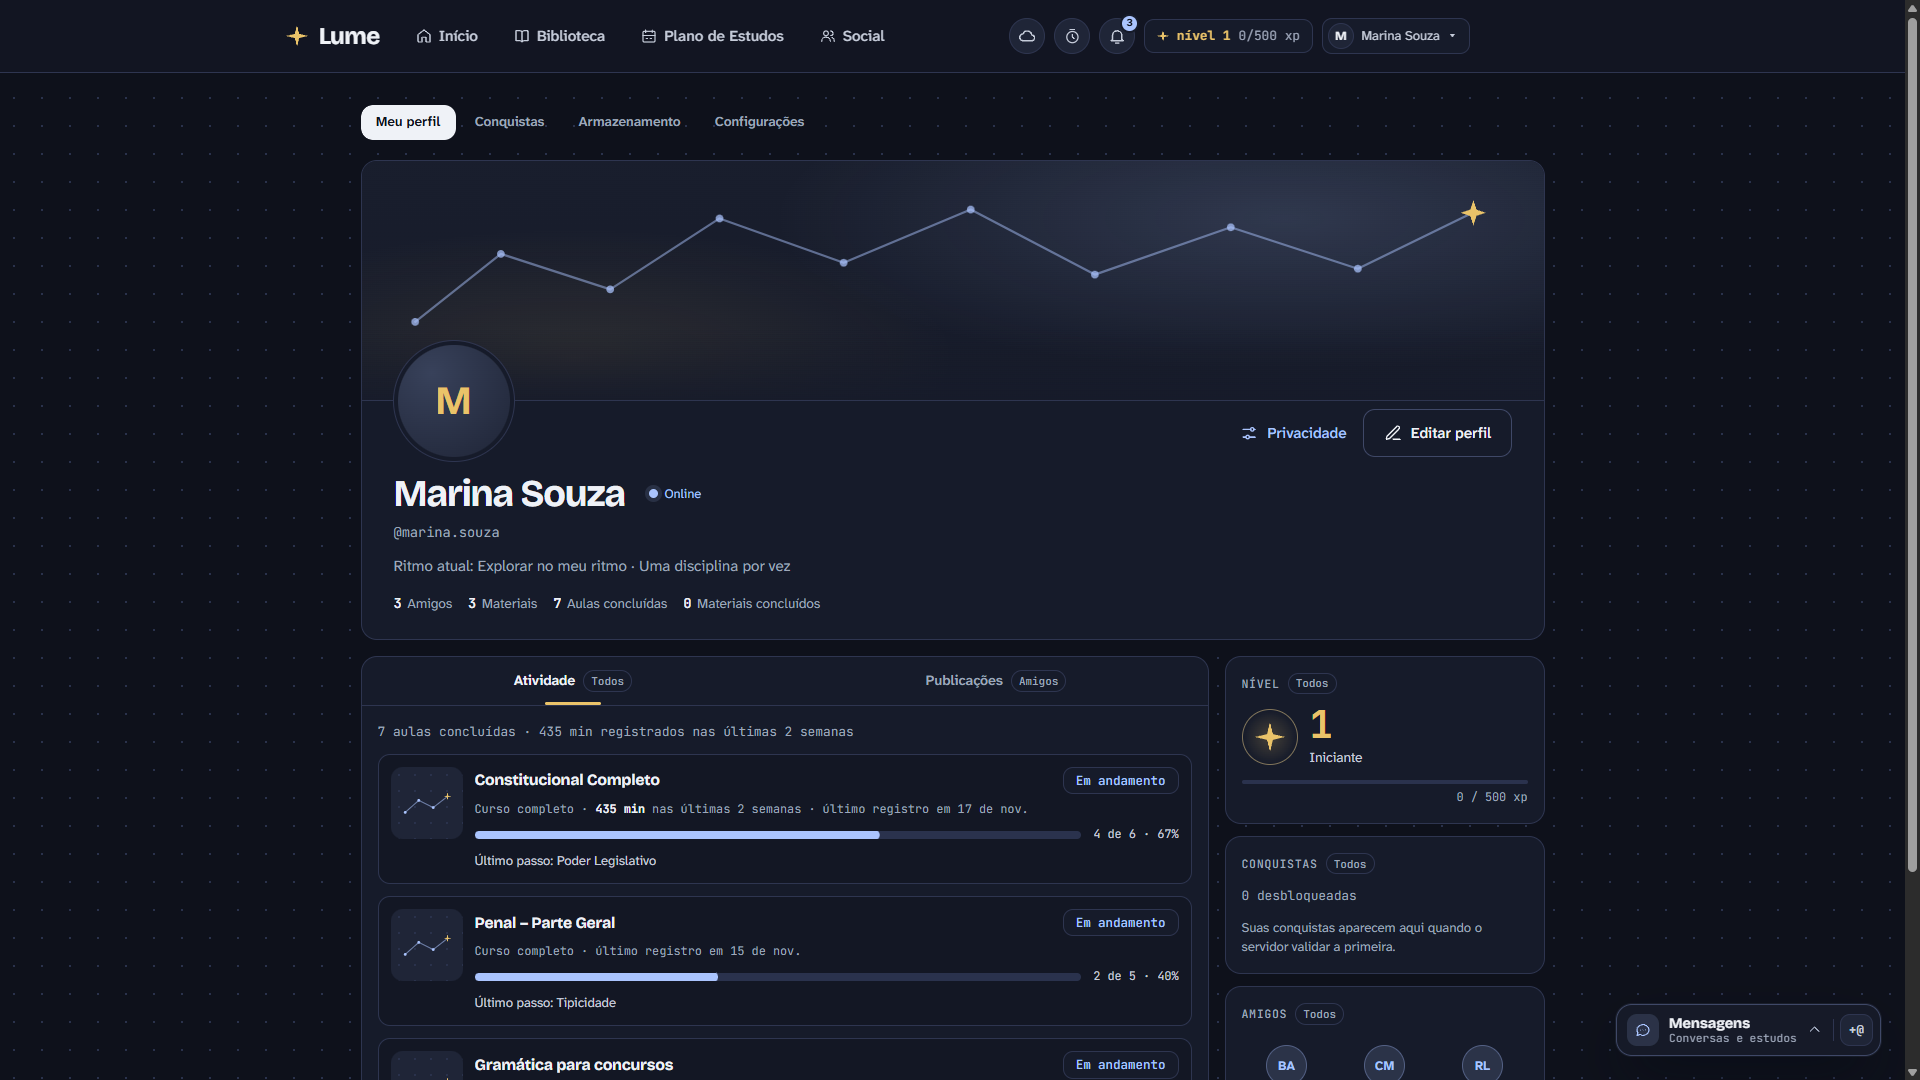 Lume
Início
Biblioteca
Plano de Estudos
Social
3
nível 1 0/500 xp
M Marina Souza
Meu perfil
Conquistas
Armazenamento
Configurações
M
Privacidade
Editar perfil
Marina Souza
Online
@marina.souza
Ritmo atual: Explorar no meu ritmo · Uma disciplina por vez
3 Amigos 3 Materiais 7 Aulas concluídas 0 Materiais concluídos
Atividade Todos
Publicações Amigos
7 aulas concluídas · 435 min registrados nas últimas 2 semanas
Constitucional Completo
Em andamento
Curso completo · 435 min nas últimas 2 semanas · último registro em 17 de nov.
4 de 6 · 67%
Último passo: Poder Legislativo
Penal – Parte Geral
Em andamento
Curso completo · último registro em 15 de nov.
2 de 5 · 40%
Último passo: Tipicidade
Gramática para concursos
Em andamento
NÍVEL Todos
1
Iniciante
0 / 500 xp
CONQUISTAS Todos
0 desbloqueadas
Suas conquistas aparecem aqui quando o
servidor validar a primeira.
AMIGOS Todos
BA
CM
RL
Mensagens
Conversas e estudos
+@